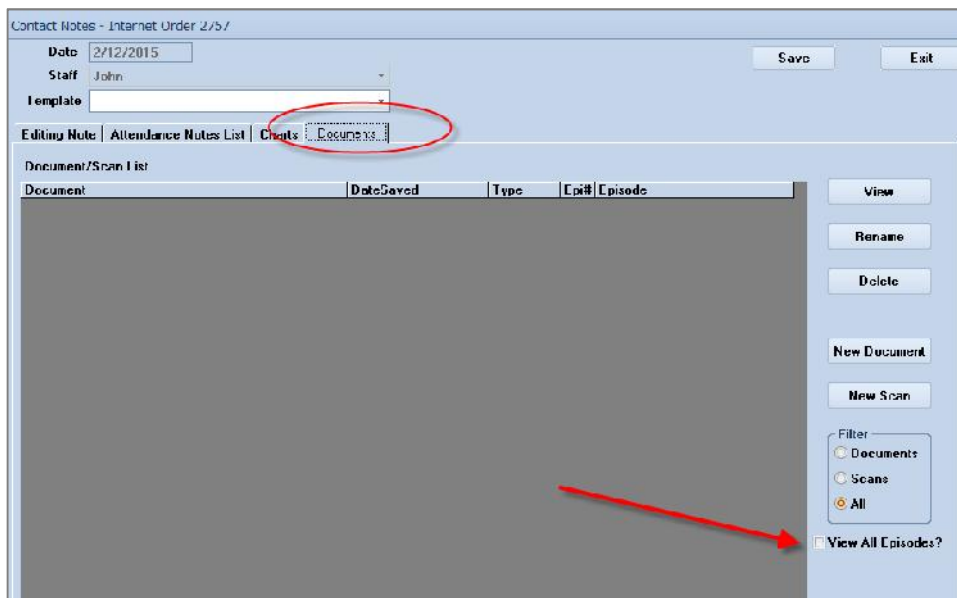 Contact Notes - Internet Order 2757
Date 2/12/2015
Save Exit
Staff John
Template
Editing Note Attendance Notes List Charts Documents
Document/Scan List
Document DateSaved Type Epi# Episode
View
Rename
Delete
New Document
New Scan
Filter
Documents
Scans
All
View All Episodes?